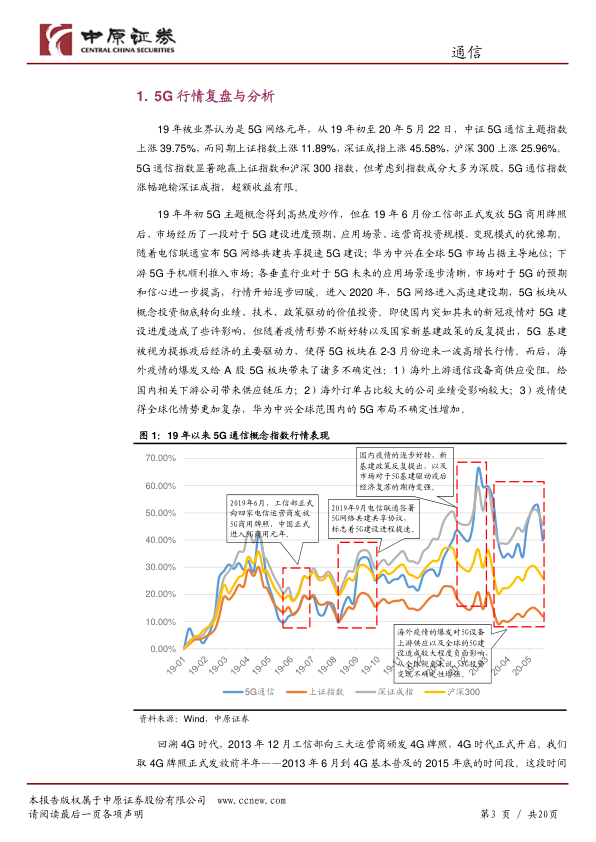 中原证券
CENTRAL CHINA SECURITIES
通信
1. 5G 行情复盘与分析
19 年被业界认为是 5G 网络元年，从 19 年初至 20 年 5 月 22 日，中证 5G 通信主题指数
上涨 39.75%，而同期上证指数上涨 11.89%，深证成指上涨 45.58%，沪深 300 上涨 25.96%。
5G 通信指数显著跑赢上证指数和沪深 300 指数，但考虑到指数成分大多为深股，5G 通信指数
涨幅跑输深证成指，超额收益有限。
19 年年初 5G 主题概念得到高热度炒作，但在 19 年 6 月份工信部正式发放 5G 商用牌照
后，市场经历了一段对于 5G 建设进度预期、应用场景、运营商投资规模、变现模式的犹豫期。
随着电信联通宣布 5G 网络共建共享提速 5G 建设；华为中兴在全球 5G 市场占据主导地位；下
游 5G 手机顺利推入市场；各垂直行业对于 5G 未来的应用场景逐步清晰，市场对于 5G 的预期
和信心进一步提高，行情开始逐步回暖。进入 2020 年，5G 网络进入高速建设期，5G 板块从
概念投资彻底转向业绩、技术、政策驱动的价值投资。即使国内突如其来的新冠疫情对 5G 建
设进度造成了些许影响，但随着疫情形势不断好转以及国家新基建政策的反复提出，5G 基建
被视为提振疫后经济的主要驱动力，使得 5G 板块在 2-3 月份迎来一波高增长行情。而后，海
外疫情的爆发又给 A 股 5G 板块带来了诸多不确定性：1）海外上游通信设备商供应受阻，给
国内相关下游公司带来供应链压力；2）海外订单占比较大的公司业绩受影响较大；3）疫情使
得全球化情势更加复杂，华为中兴全球范围内的 5G 布局不确定性增加。
图 1：19 年以来 5G 通信概念指数行情表现
70.00%
60.00%
50.00%
40.00%
30.00%
20.00%
10.00%
0.00%
国内疫情的逐步好转，新
基建政策反复提出，以及
市场对于5G基建驱动疫后
经济复苏的期待变强。
2019年6月，工信部正式
向四家电信运营商发放
5G商用牌照，中国正式
进入5G商用元年。
2019年9月电信联通签署
5G网络共建共享协议，
标志着5G建设进程提速。
海外疫情的爆发对5G设备
上游供应以及全球的5G建
设造成较大程度负面影响，
从全球视角来说，5G投资
变现不确定性增强。
19-01 19-02 19-03 19-04 19-05 19-06 19-07 19-08 19-09 19-10 19-11 19-12 20-01 20-02 20-03 20-04 20-05
5G通信 上证指数 深证成指 沪深300
资料来源：Wind，中原证券
回溯 4G 时代，2013 年 12 月工信部向三大运营商颁发 4G 牌照，4G 时代正式开启。我们
取 4G 牌照正式发放前半年——2013 年 6 月到 4G 基本普及的 2015 年底的时间段。这段时间
本报告版权属于中原证券股份有限公司 www.ccnew.com
请阅读最后一页各项声明 第3 页 / 共20页